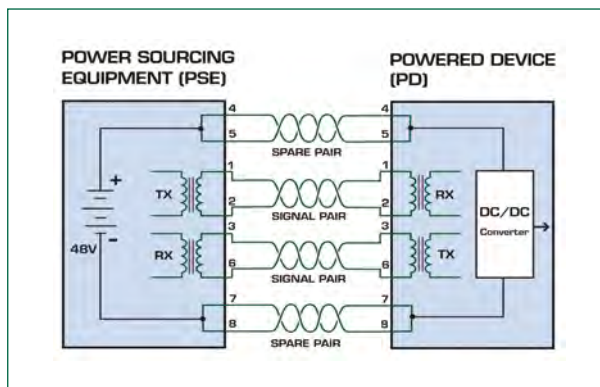 POWER SOURCING
EQUIPMENT (PSE)
POWERED DEVICE
(PD)
4
4
5
5
SPARE PAIR
1
1
+
TX
RX
2
2
SIGNAL PAIR
DC/DC
Converter
3
3
48V
-
RX
TX
6
6
SIGNAL PAIR
7
7
8
8
SPARE PAIR